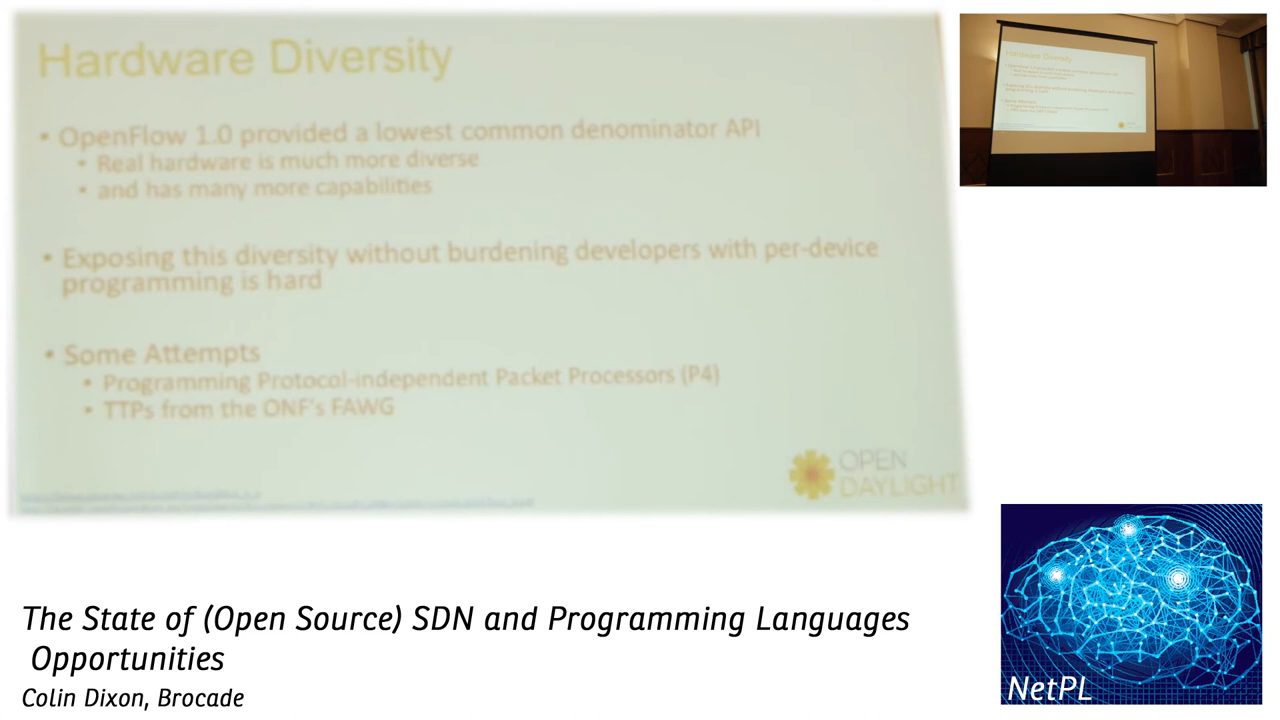 Hardware Diversity
• OpenFlow 1.0 provided a lowest common denominator API
• Real hardware is much more diverse
• and has many more capabilities
• Exposing this diversity without burdening developers with per-device
programming is hard
• Some Attempts
• Programming Protocol-independent Packet Processors (P4)
• TTPs from the ONF's FAWG
OPEN
DAYLIGHT
Hardware Diversity
The State of (Open Source) SDN and Programming Languages
Opportunities
Colin Dixon, Brocade
NetPL